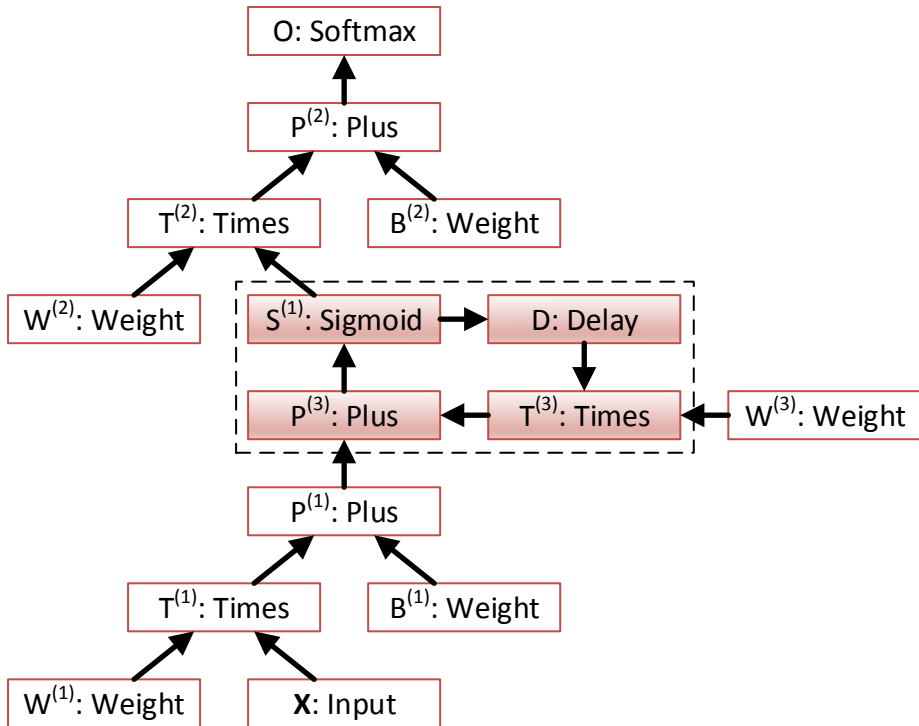 O: Softmax
P⁽²⁾: Plus
T⁽²⁾: Times
B⁽²⁾: Weight
W⁽²⁾: Weight
S⁽¹⁾: Sigmoid
D: Delay
P⁽³⁾: Plus
T⁽³⁾: Times
W⁽³⁾: Weight
P⁽¹⁾: Plus
T⁽¹⁾: Times
B⁽¹⁾: Weight
W⁽¹⁾: Weight
X: Input